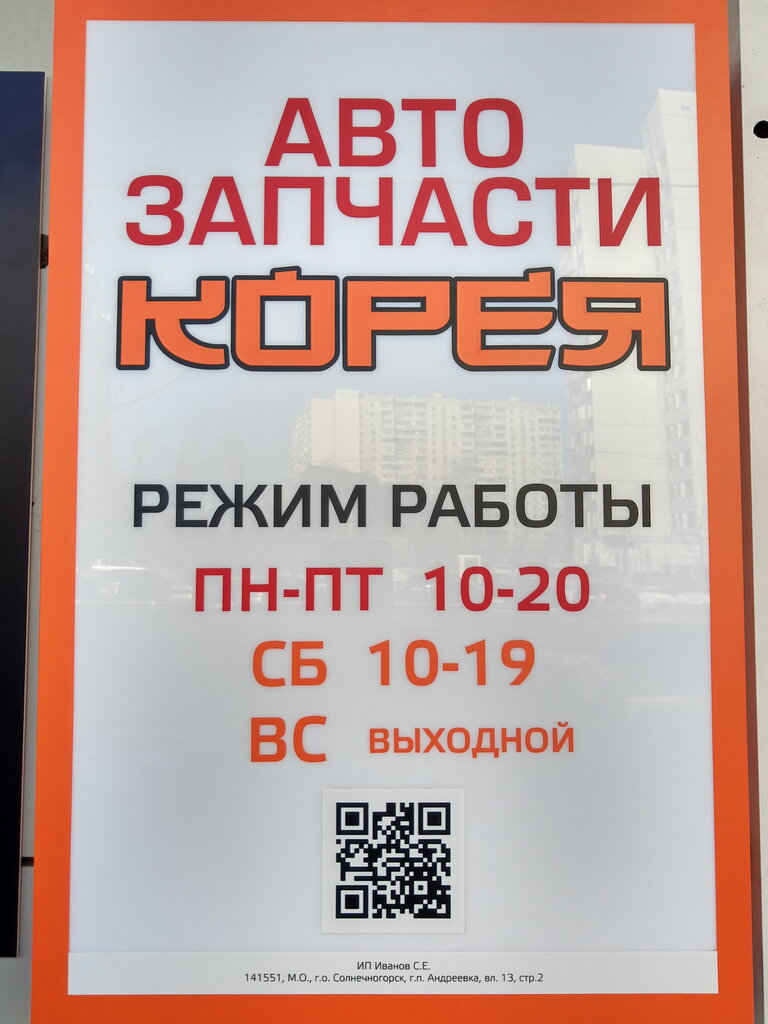 АВТО
ЗАПЧАСТИ
КОРЕЯ
РЕЖИМ РАБОТЫ
ПН-ПТ 10-20
СБ 10-19
ВС ВЫХОДНОЙ
ИП Иванов С.Е.
141551, М.О., г.о. Солнечногорск, г.п. Андреевка, вл. 13, стр.2